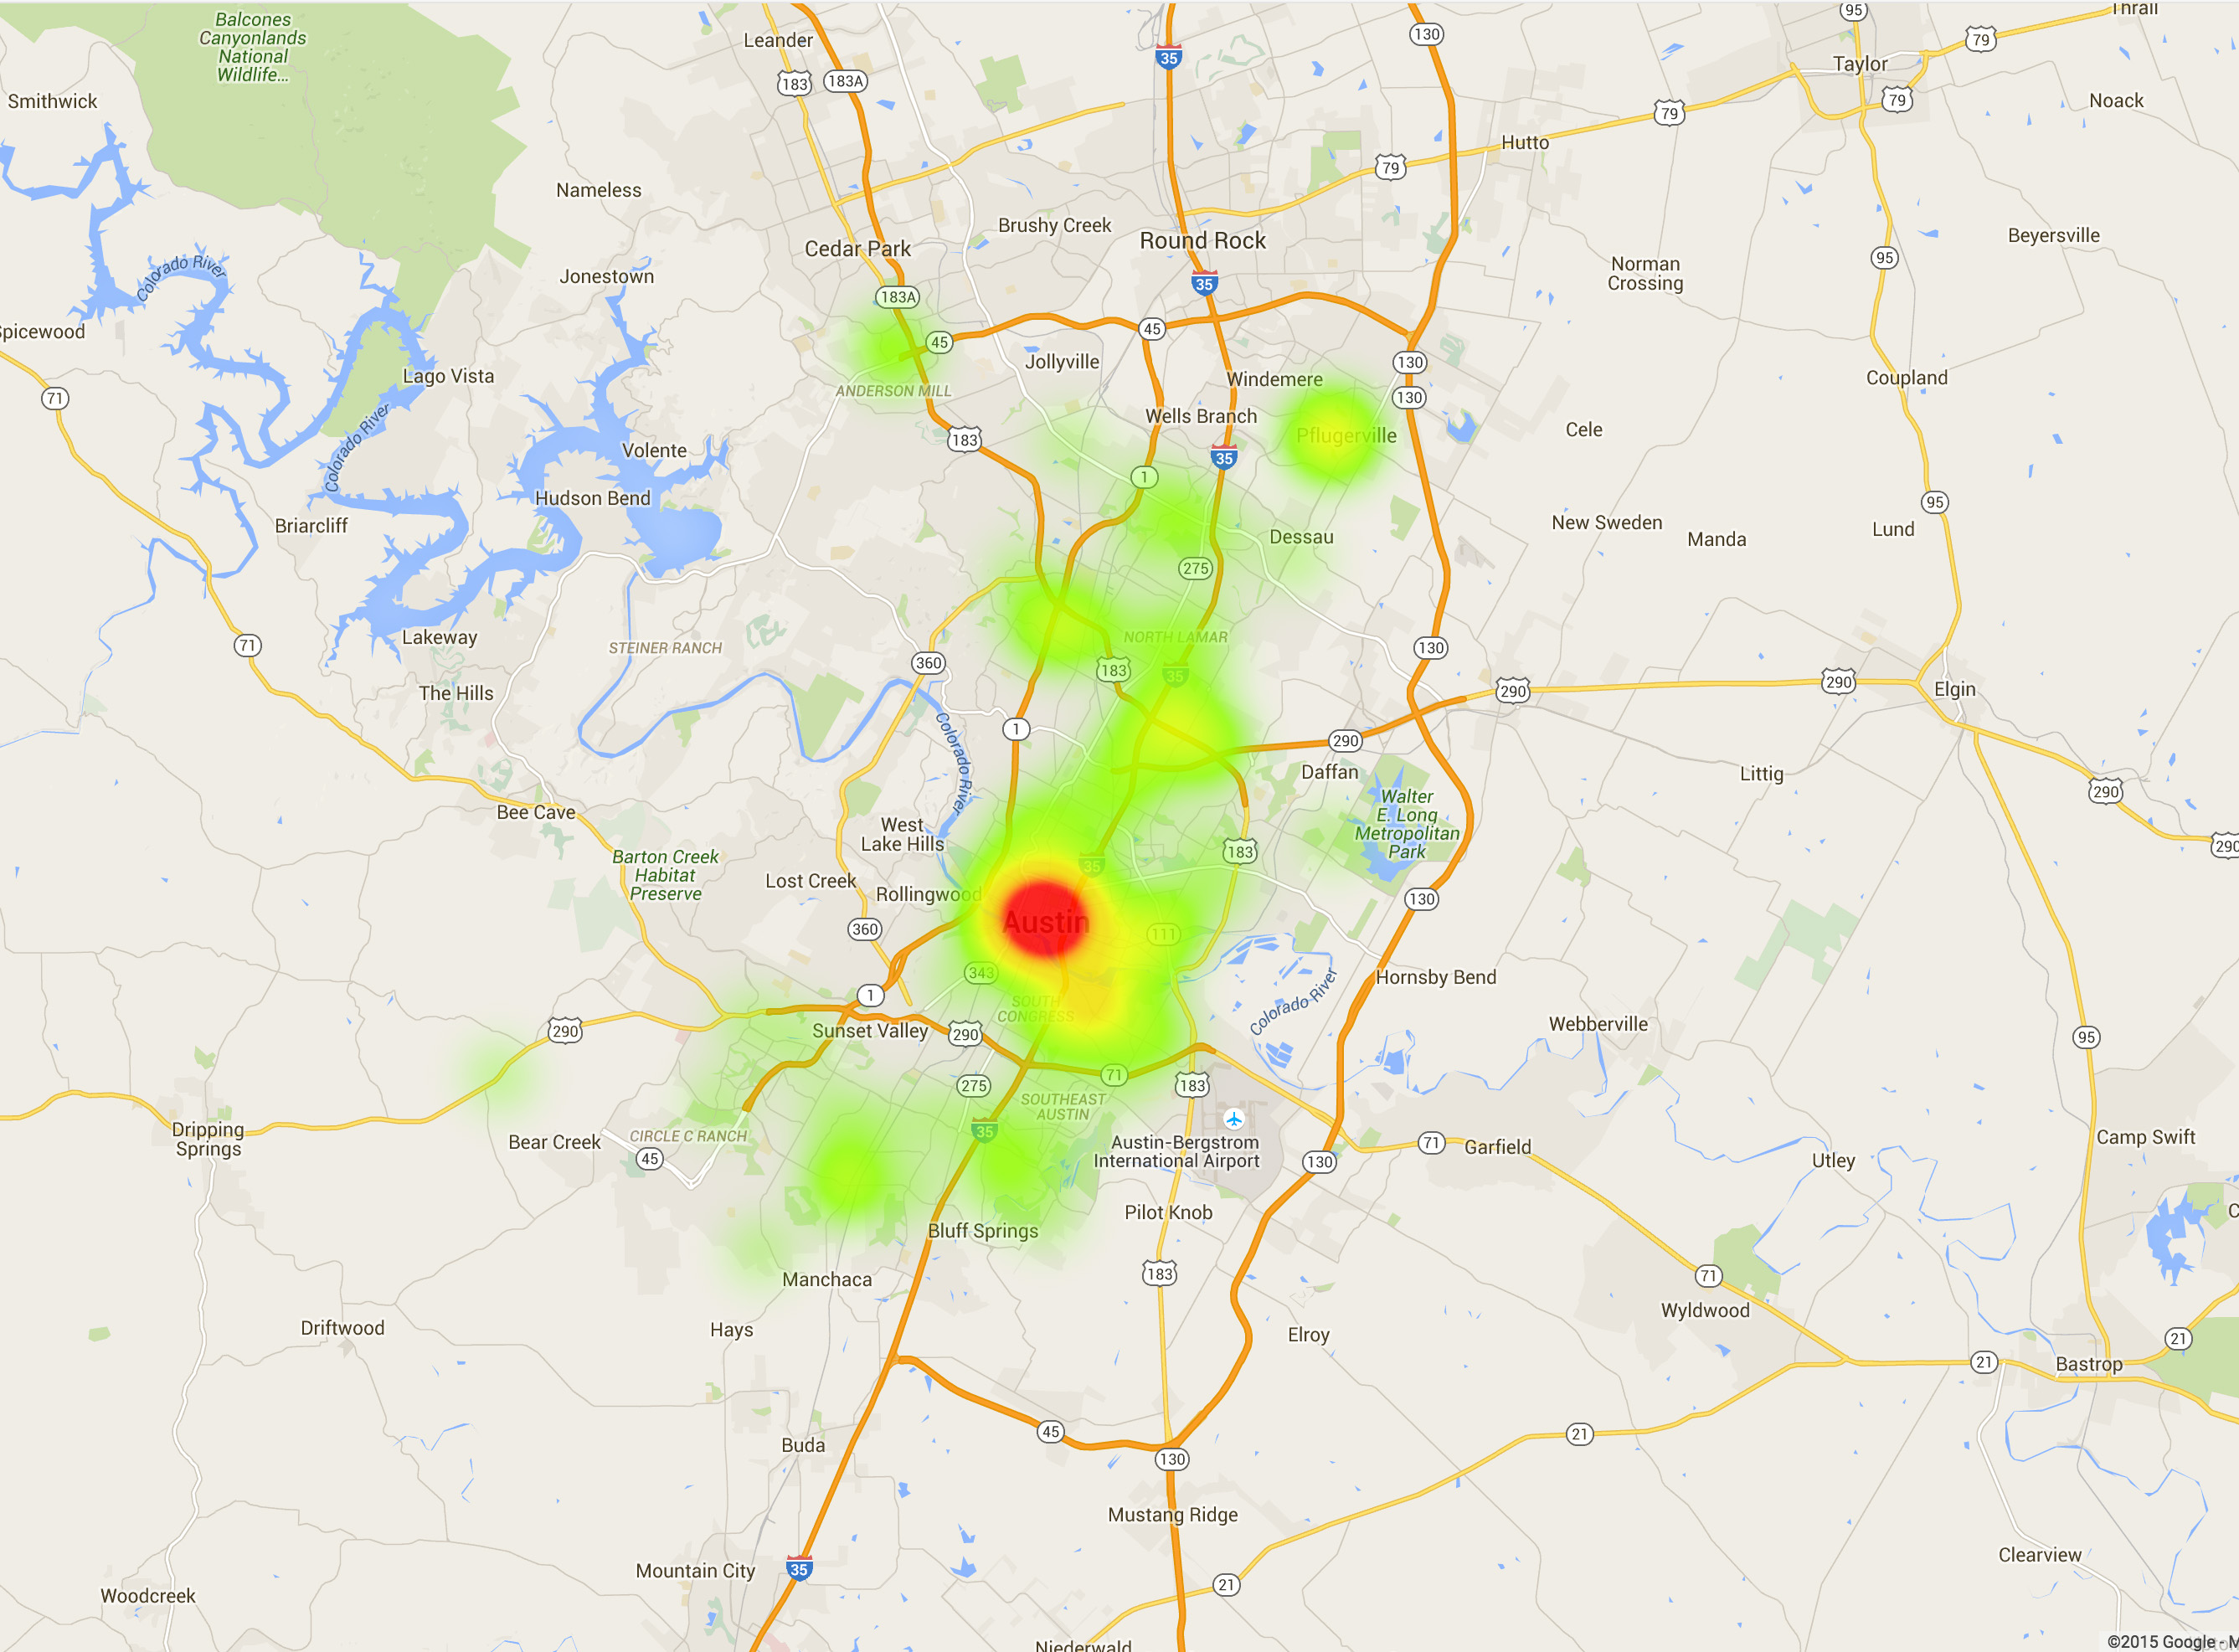 Balcones
Canyonlands
National
Wildlife...
Leander
183
183A
35
130
95
Thrall
79
Taylor
79
Smithwick
79
Noack
Hutto
79
Nameless
Brushy Creek
Round Rock
Cedar Park
Beyersville
95
Colorado River
Jonestown
Norman
Crossing
35
183A
Spicewood
45
45
Jollyville
130
Lago Vista
Windemere
Coupland
ANDERSON MILL
71
130
Wells Branch
Cele
Colorado River
183
Pflugerville
Volente
35
1
Hudson Bend
95
Briarcliff
New Sweden
Lund
Dessau
Manda
275
Lakeway
NORTH LAMAR
71
STEINER RANCH
130
360
183
35
290
290
Elgin
The Hills
1
Colorado River
290
Daffan
Littig
290
Walter
E. Long
Metropolitan
Park
Bee Cave
West
Lake Hills
290
183
Barton Creek
Habitat
Preserve
35
Lost Creek
Rollingwood
130
Austin
360
111
343
Hornsby Bend
1
SOUTH
CONGRESS
Colorado River
290
Sunset Valley
290
Webberville
95
71
275
183
SOUTHEAST
AUSTIN
Dripping
Springs
Bear Creek
CIRCLE C RANCH
35
Austin-Bergstrom
International Airport
71
Garfield
Camp Swift
45
130
Utley
Pilot Knob
Bluff Springs
183
Manchaca
71
Wyldwood
Driftwood
Hays
Elroy
21
21
Bastrop
45
21
Buda
130
Mustang Ridge
35
Mountain City
Clearview
21
Woodcreek
Niederwald
©2015 Google